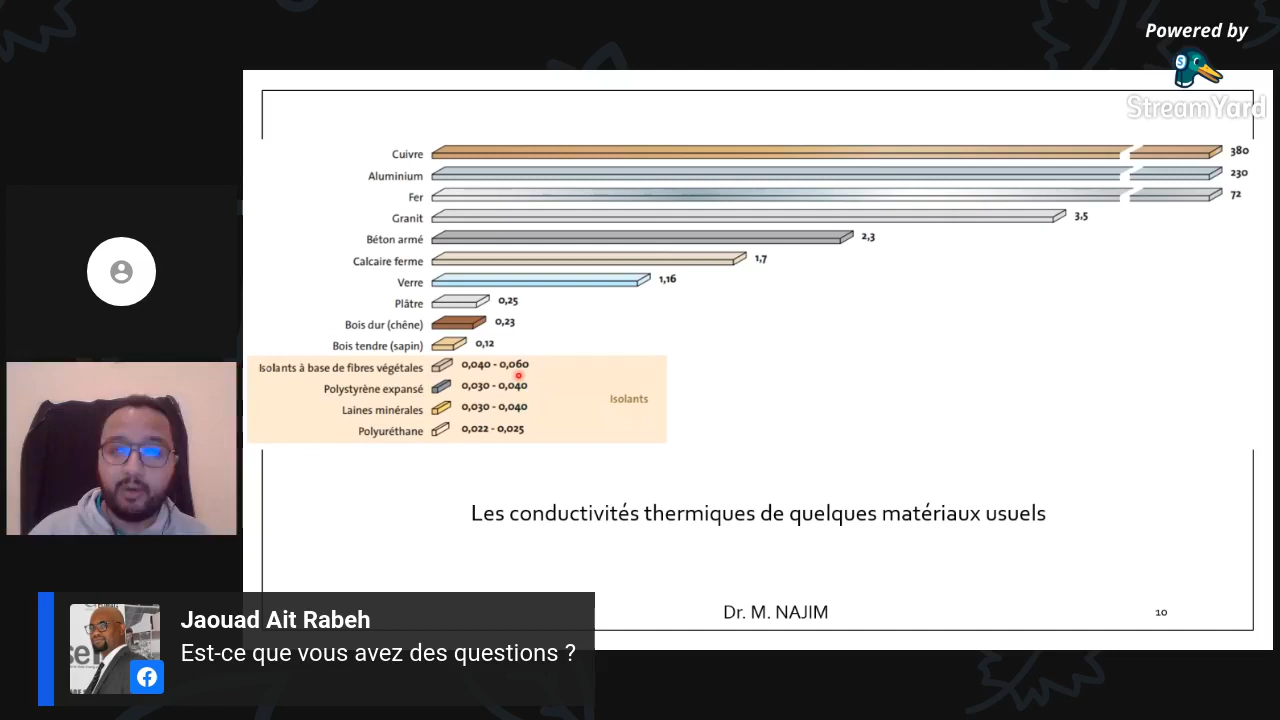 Powered by
StreamYard
Cuivre 380
Aluminium 230
Fer 72
Granit 3,5
Béton armé 2,3
Calcaire ferme 1,7
Verre 1,16
Plâtre 0,25
Bois dur (chêne) 0,23
Bois tendre (sapin) 0,12
Isolants à base de fibres végétales 0,040 - 0,060
Polystyrène expansé 0,030 - 0,040
Isolants
Laines minérales 0,030 - 0,040
Polyuréthane 0,022 - 0,025
Les conductivités thermiques de quelques matériaux usuels
Dr. M. NAJIM
10
Jaouad Ait Rabeh
Est-ce que vous avez des questions ?